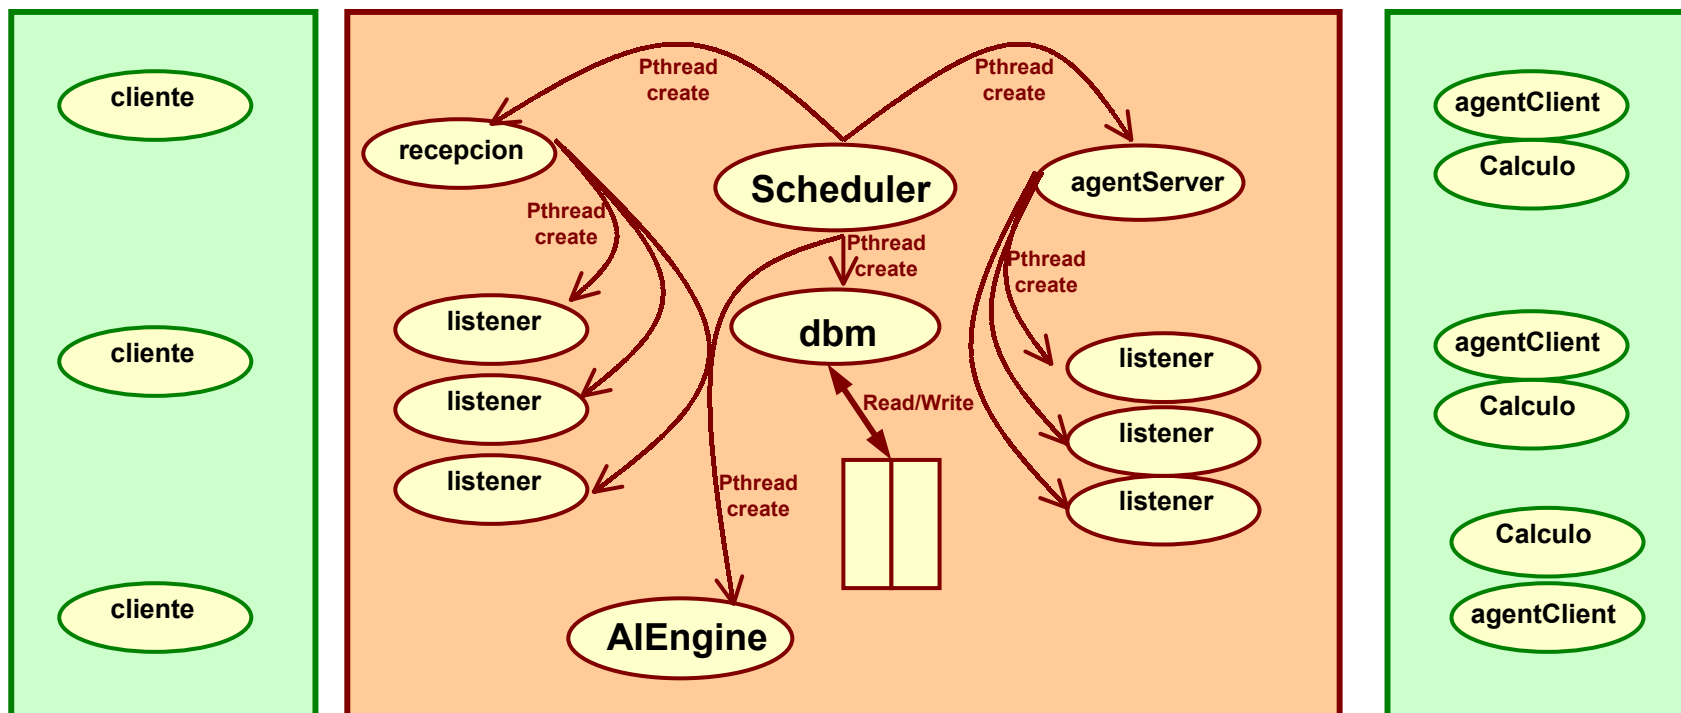 cliente
cliente
cliente
Pthread
create
Pthread
create
recepcion
Scheduler
agentServer
Pthread
create
Pthread
create
Pthread
create
listener
listener
listener
dbm
Read/Write
listener
listener
listener
Pthread
create
AIEngine
agentClient
Calculo
agentClient
Calculo
Calculo
agentClient